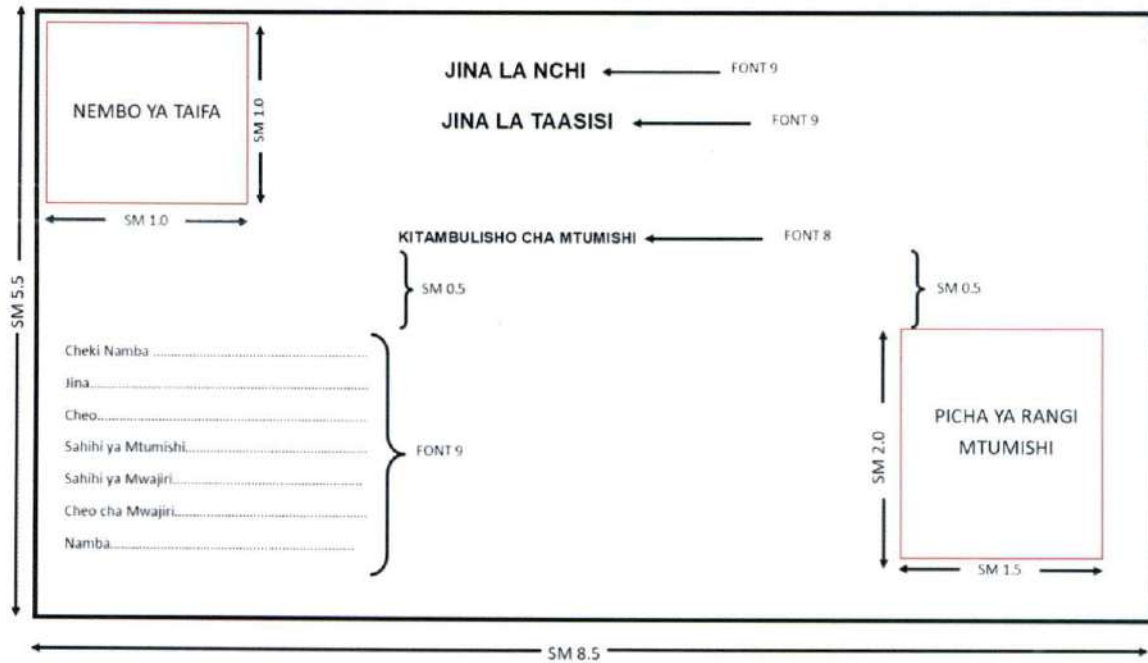 JINA LA NCHI FONT 9
NEMBO YA TAIFA
SM 1.0
JINA LA TAASISI FONT 9
SM 1.0
KITAMBULISHO CHA MTUMISHI FONT 8
SM 0.5
SM 0.5
SM 5.5
Cheki Namba ........................................................
Jina........................................................................
Cheo......................................................................
Sahihi ya Mtumishi...............................................
Sahihi ya Mwajiri.................................................
Cheo cha Mwajiri.................................................
Namba................................................................
FONT 9
SM 2.0
PICHA YA RANGI
MTUMISHI
SM 1.5
SM 8.5